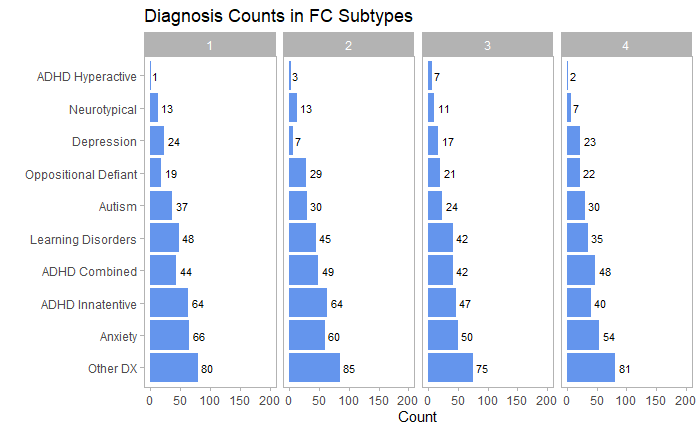 Diagnosis Counts in FC Subtypes
1 2 3 4
ADHD Hyperactive 1 3 7 2
Neurotypical 13 13 11 7
Depression 24 7 17 23
Oppositional Defiant 19 29 21 22
Autism 37 30 24 30
Learning Disorders 48 45 42 35
ADHD Combined 44 49 42 48
ADHD Innatentive 64 64 47 40
Anxiety 66 60 50 54
Other DX 80 85 75 81
0 50 100 150 200 0 50 100 150 200 0 50 100 150 200 0 50 100 150 200
Count